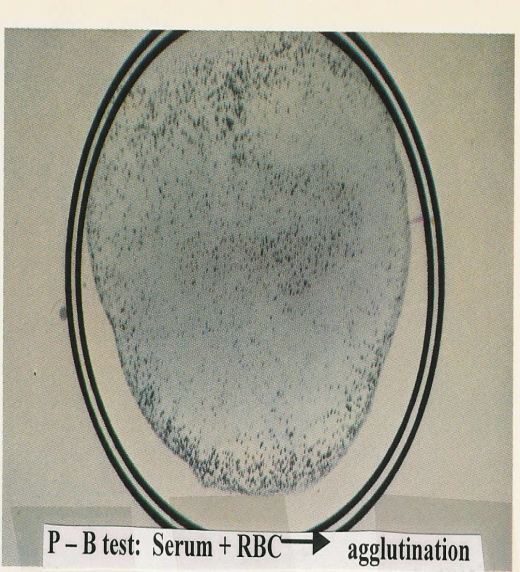 P – B test: Serum + RBC → agglutination